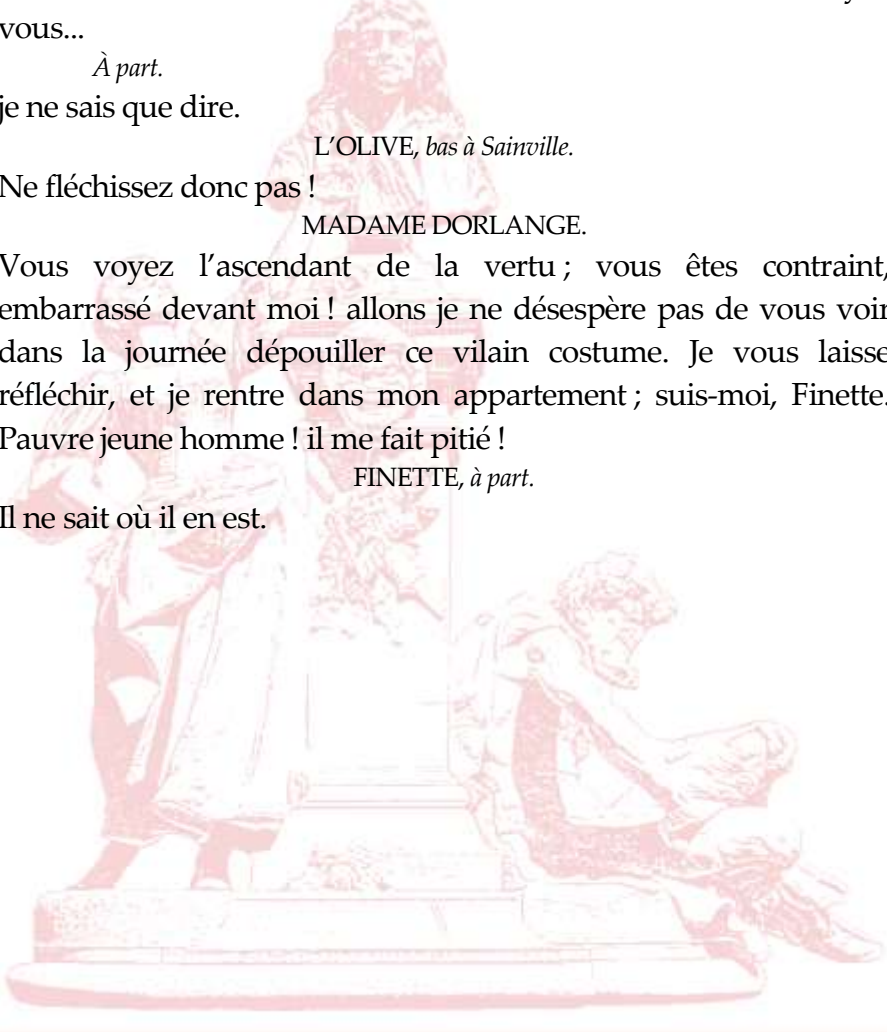 vous...
À part.
je ne sais que dire.
L’OLIVE, bas à Sainville.
Ne fléchissez donc pas !
MADAME DORLANGE.
Vous voyez l’ascendant de la vertu ; vous êtes contraint,
embarrassé devant moi ! allons je ne désespère pas de vous voir
dans la journée dépouiller ce vilain costume. Je vous laisse
réfléchir, et je rentre dans mon appartement ; suis-moi, Finette.
Pauvre jeune homme ! il me fait pitié !
FINETTE, à part.
Il ne sait où il en est.